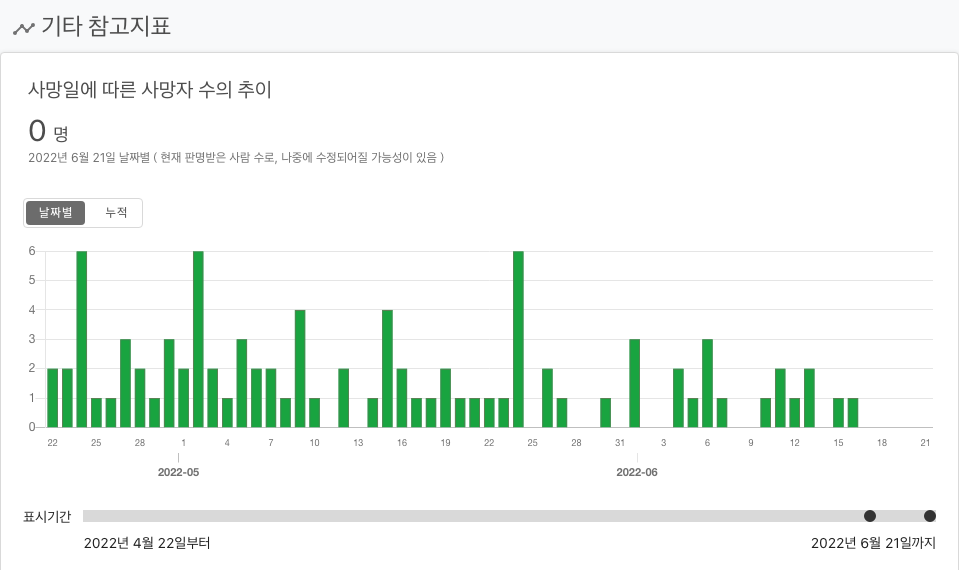 기타 참고지표
사망일에 따른 사망자 수의 추이
0 명
2022년 6월 21일 날짜별 ( 현재 판명받은 사람 수로, 나중에 수정되어질 가능성이 있음 )
날짜별 누적
6
5
4
3
2
1
0
22 25 28 1 4 7 10 13 16 19 22 25 28 31 3 6 9 12 15 18 21
2022-05 2022-06
표시기간
2022년 4월 22일부터 2022년 6월 21일까지